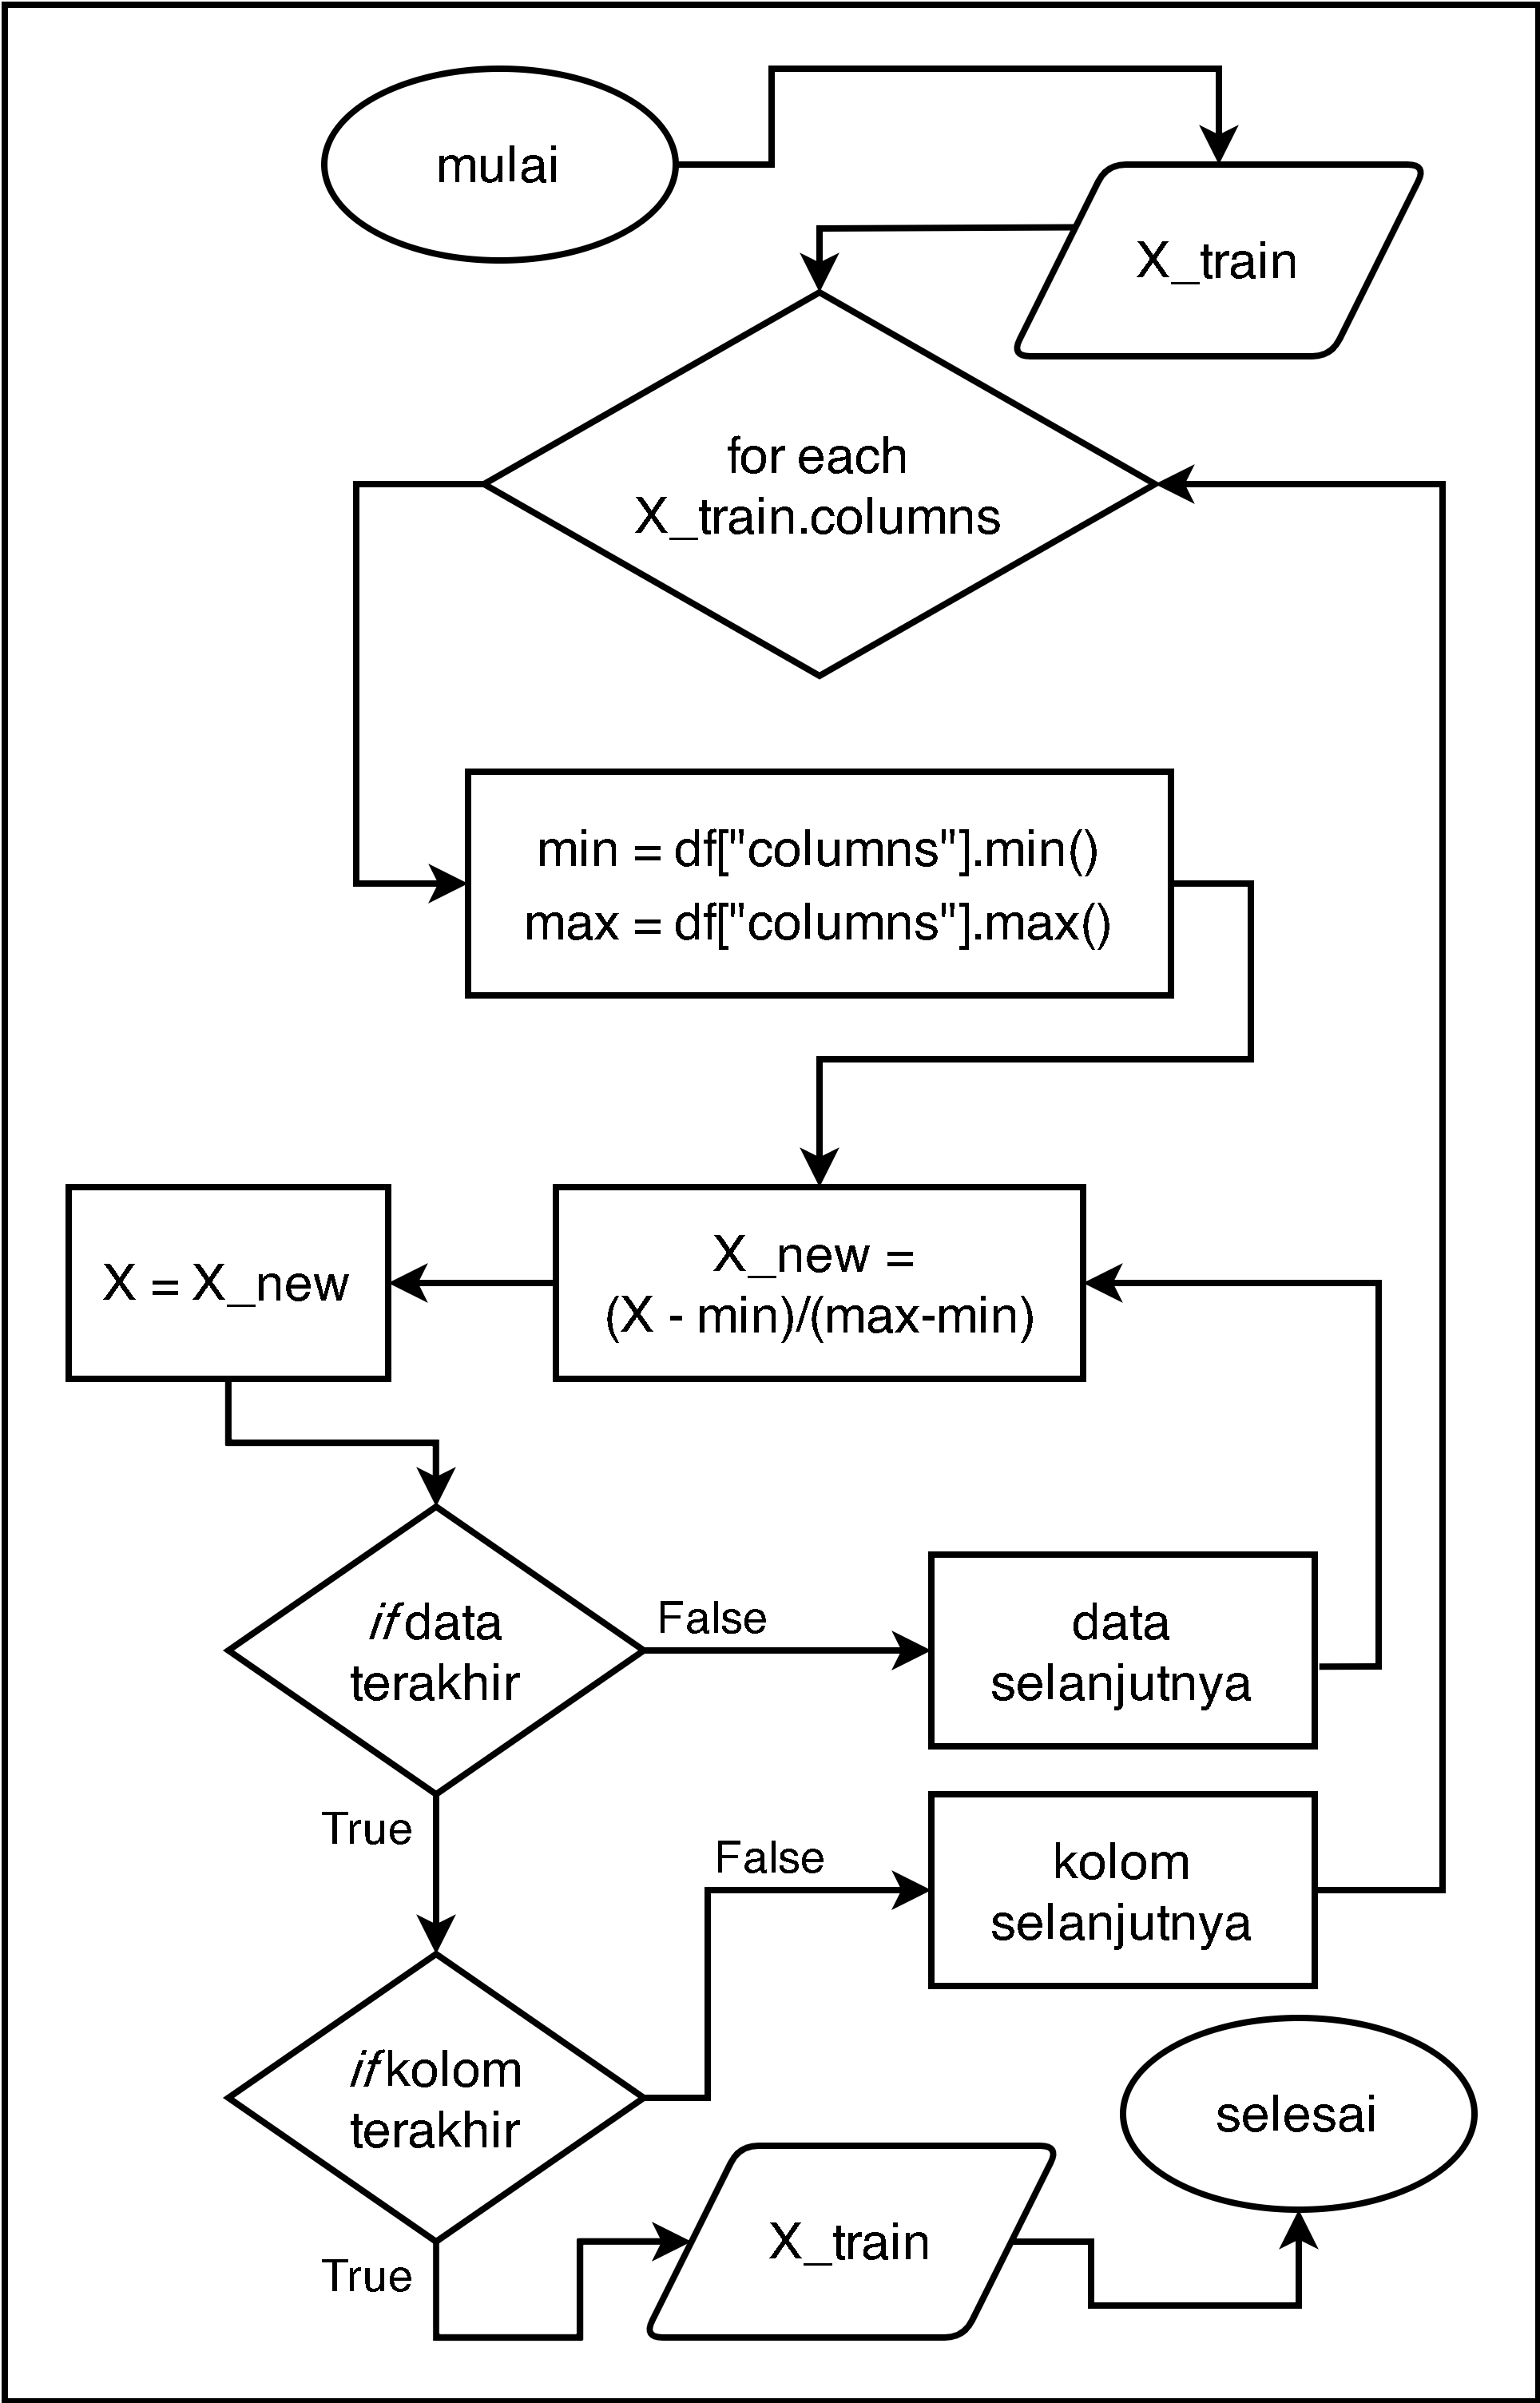 mulai
X_train
for each
X_train.columns
min = df["columns"].min()
max = df["columns"].max()
X_new =
(X - min)/(max-min)
X = X_new
if data
terakhir
False
data
selanjutnya
True
False
kolom
selanjutnya
if kolom
terakhir
selesai
True
X_train